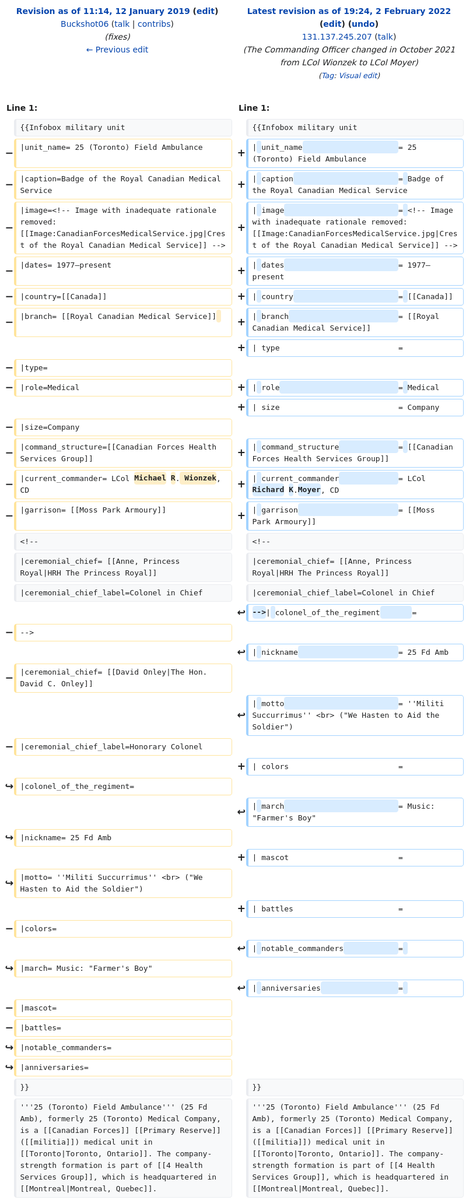 Revision as of 11:14, 12 January 2019 (edit)
Buckshot06 (talk | contribs)
(fixes)
← Previous edit
Latest revision as of 19:24, 2 February 2022
(edit) (undo)
131.137.245.207 (talk)
(The Commanding Officer changed in October 2021
from LCol Wionzek to LCol Moyer)
(Tag: Visual edit)
Line 1:
Line 1:
{{Infobox military unit
{{Infobox military unit
− |unit_name= 25 (Toronto) Field Ambulance
+ | unit_name = 25
(Toronto) Field Ambulance
− |caption=Badge of the Royal Canadian Medical
Service
+ | caption = Badge of
the Royal Canadian Medical Service
− |image=<!-- Image with inadequate rationale
removed:
[[Image:CanadianForcesMedicalService.jpg|Cres
t of the Royal Canadian Medical Service]] -->
+ | image = <!-- Image
with inadequate rationale removed:
[[Image:CanadianForcesMedicalService.jpg|Cres
t of the Royal Canadian Medical Service]] -->
− |dates= 1977–present
+ | dates = 1977–
present
− |country=[[Canada]]
+ | country = [[Canada]]
− |branch= [[Royal Canadian Medical Service]]
+ | branch = [[Royal
Canadian Medical Service]]
+ | type =
− |type=
− |role=Medical
+ | role = Medical
+ | size = Company
− |size=Company
− |command_structure=[[Canadian Forces Health
Services Group]]
+ | command_structure = [[Canadian
Forces Health Services Group]]
− |current_commander= LCol Michael R. Wionzek,
CD
+ | current_commander = LCol
Richard K.Moyer, CD
− |garrison= [[Moss Park Armoury]]
+ | garrison = [[Moss
Park Armoury]]
<!--
<!--
|ceremonial_chief= [[Anne, Princess
Royal|HRH The Princess Royal]]
|ceremonial_chief= [[Anne, Princess
Royal|HRH The Princess Royal]]
|ceremonial_chief_label=Colonel in Chief
|ceremonial_chief_label=Colonel in Chief
↩ -->| colonel_of_the_regiment =
− -->
↩ | nickname = 25 Fd Amb
− |ceremonial_chief= [[David Onley|The Hon.
David C. Onley]]
↩ | motto = ''Militi
Succurrimus'' <br> ("We Hasten to Aid the
Soldier")
− |ceremonial_chief_label=Honorary Colonel
+ | colors =
↪ |colonel_of_the_regiment=
↩ | march = Music:
"Farmer's Boy"
↪ |nickname= 25 Fd Amb
+ | mascot =
↪ |motto= ''Militi Succurrimus'' <br> ("We
Hasten to Aid the Soldier")
+ | battles =
− |colors=
↩ | notable_commanders =
↪ |march= Music: "Farmer's Boy"
↩ | anniversaries =
− |mascot=
− |battles=
↪ |notable_commanders=
↪ |anniversaries=
}}
}}
'''25 (Toronto) Field Ambulance''' (25 Fd
Amb), formerly 25 (Toronto) Medical Company,
is a [[Canadian Forces]] [[Primary Reserve]]
([[militia]]) medical unit in
[[Toronto|Toronto, Ontario]]. The company-
strength formation is part of [[4 Health
Services Group]], which is headquartered in
[[Montreal|Montreal, Quebec]].
'''25 (Toronto) Field Ambulance''' (25 Fd
Amb), formerly 25 (Toronto) Medical Company,
is a [[Canadian Forces]] [[Primary Reserve]]
([[militia]]) medical unit in
[[Toronto|Toronto, Ontario]]. The company-
strength formation is part of [[4 Health
Services Group]], which is headquartered in
[[Montreal|Montreal, Quebec]].